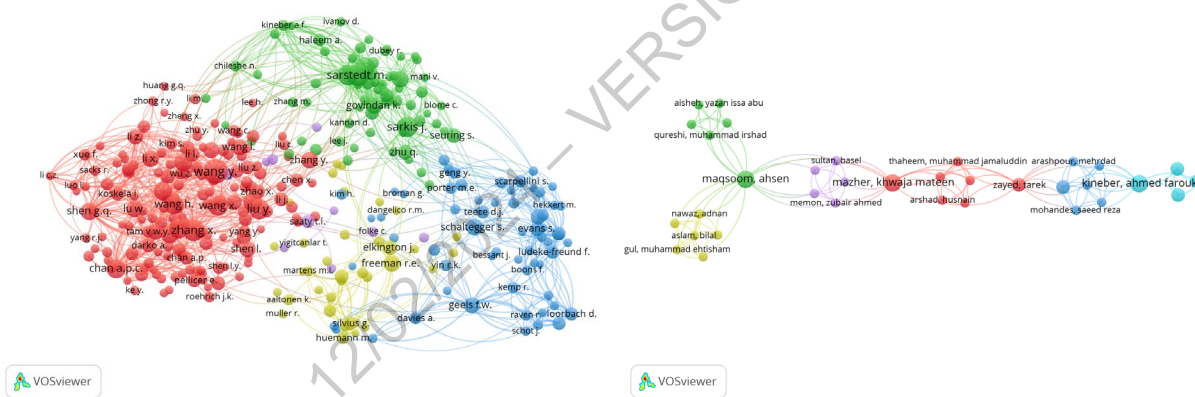 kineber a.f.
ivanov d.
haleem a.
dubey r.
chileshe n.
sarstedt m.
mani v.
huang g.q.
zhong r.y.
li m.
lee h.
zhang m.
govindan k.
blome c.
zheng x.
zhu y.
wang c.
kannan d.
sarkis j.
li z.
kim s.
wang l.
liu c.
lee j.
seuring s.
xue f.
li x.
li l.
zhang y.
zhu q.
sacks r.
wu z.
wang y.
liu z.
geng y.
li c.z.
luo l.
chen x.
scarpellini s.
koskela l.
zhao x.
kim h.
broman g.
porter m.e.
shen g.q.
lu w.
wang h.
wang x.
liu y.
li j.
dangelico r.m.
teece d.j.
hekkert m.
saaty t.l.
folke c.
schaltegger s.
evans s.
yang r.j.
tam v.w.y.
zhang x.
yang y.
yigitcanlar t.
elkington j.
darko a.
shen l.
bessant j.
lüdeke-freund f.
chan a.p.c.
chan a.p.
shen l.y.
martens m.l.
freeman r.e.
yin r.k.
boons f.
ke y.
pellicer e.
roehrich j.k.
aaltonen k.
muller r.
kemp r.
geels f.w.
silvius g.
huemann m.
davies a.
raven r.
loorbach d.
schot j.
VOSviewer
aisheh, yazan issa abu
qureshi, muhammad irshad
maqsoom, ahsen
sultan, basel
mazher, khwaja mateen
memon, zubair ahmed
thaheem, muhammad jamaluddin
arshad, husnain
zayed, tarek
arashpour, mehrdad
kineber, ahmed farouk
mohandes, saeed reza
nawaz, adnan
aslam, bilal
gul, muhammad ehtisham
VOSviewer